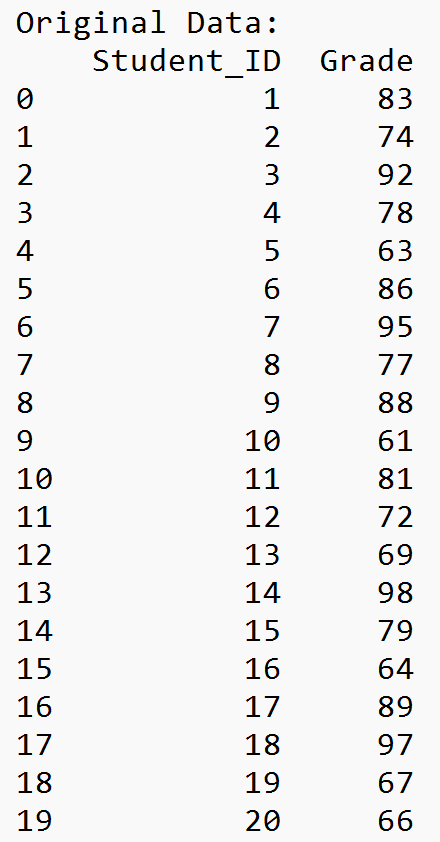 Original Data:
Student_ID Grade
0 1 83
1 2 74
2 3 92
3 4 78
4 5 63
5 6 86
6 7 95
7 8 77
8 9 88
9 10 61
10 11 81
11 12 72
12 13 69
13 14 98
14 15 79
15 16 64
16 17 89
17 18 97
18 19 67
19 20 66